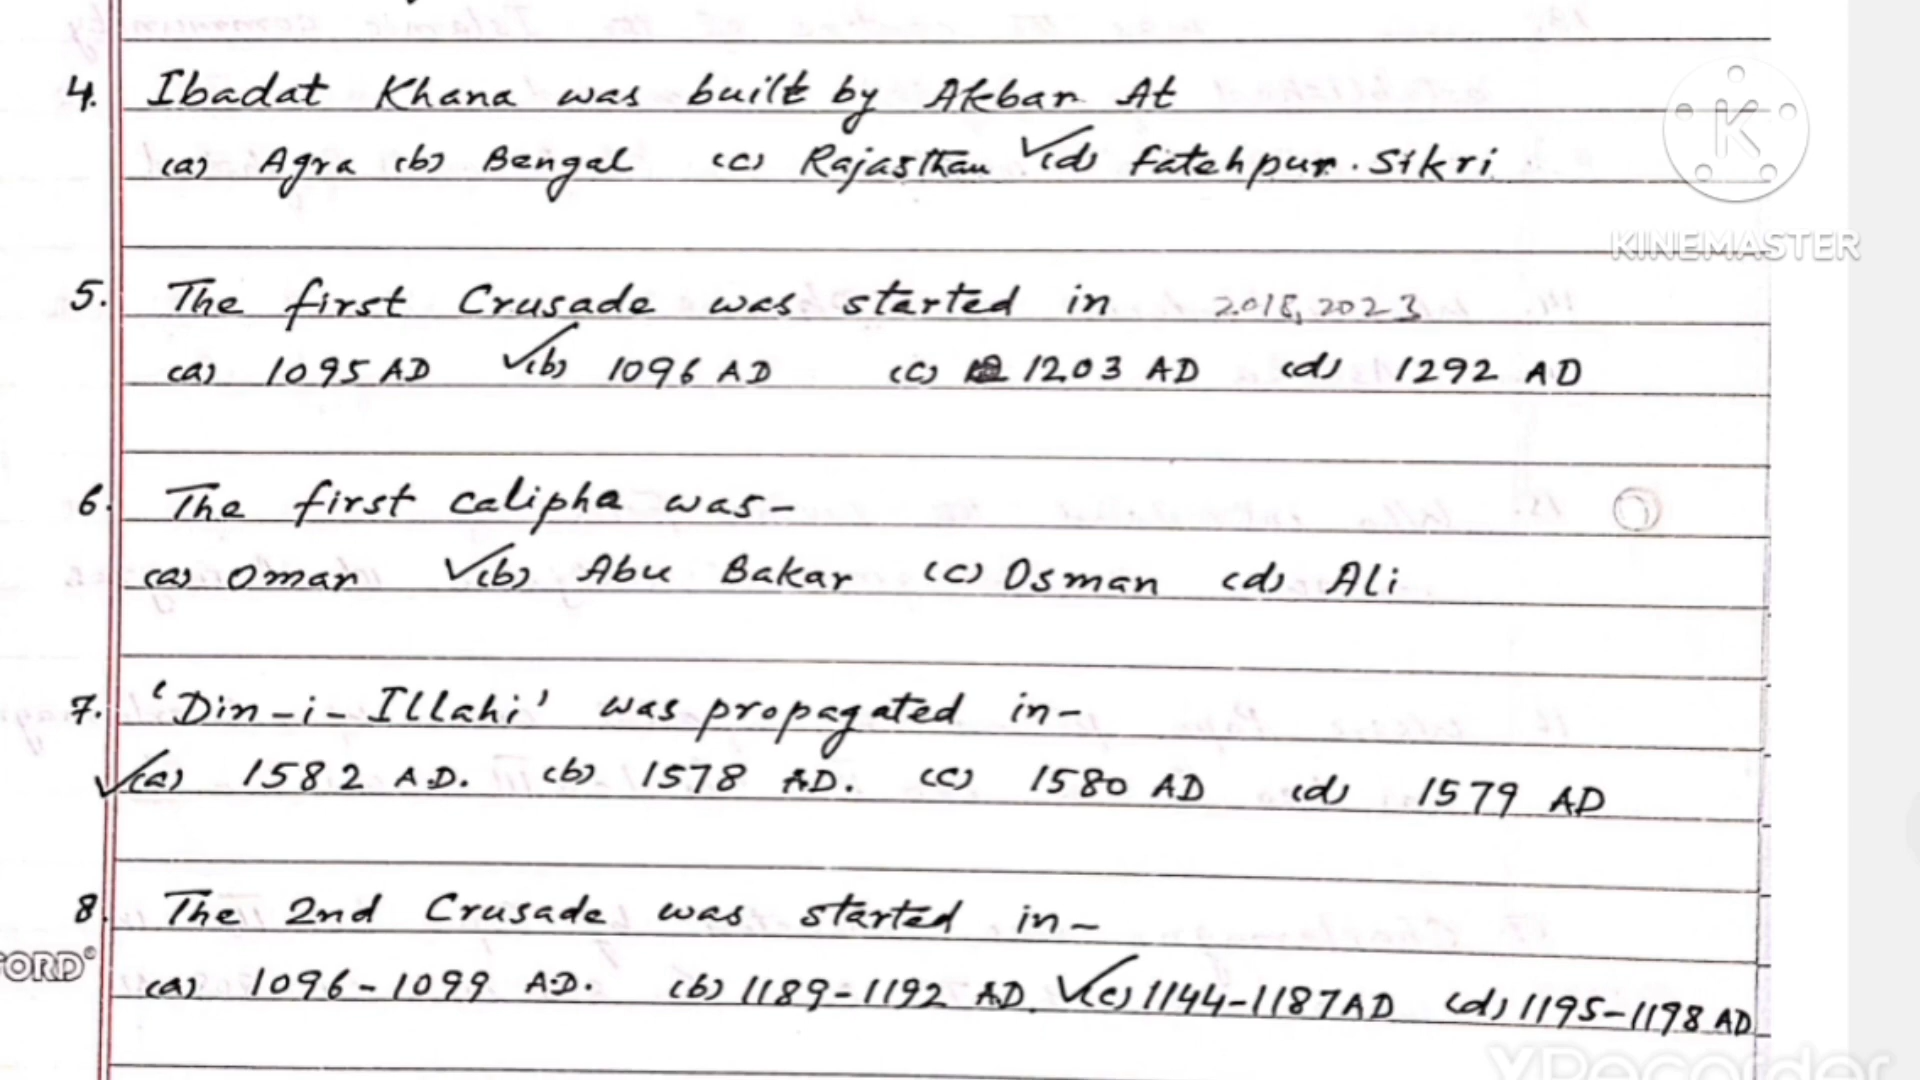 4. Ibadat Khana was built by Akbar At
(a) Agra (b) Bengal (c) Rajasthan ✓(d) Fatehpur. Sikri
K
KINEMASTER
5. The first Crusade was started in 2018, 2023
(a) 1095 AD ✓(b) 1096 AD (c) 1203 AD (d) 1292 AD
6. The first calipha was-
(a) Omar ✓(b) Abu Bakar (c) Osman (d) Ali
7. 'Din-i-Illahi' was propagated in-
✓(a) 1582 A.D. (b) 1578 AD. (c) 1580 AD (d) 1579 AD
8. The 2nd Crusade was started in-
ORD
(a) 1096-1099 A.D. (b) 1189-1192 AD ✓(c) 1144-1187 AD (d) 1195-1198 AD
XRecorder